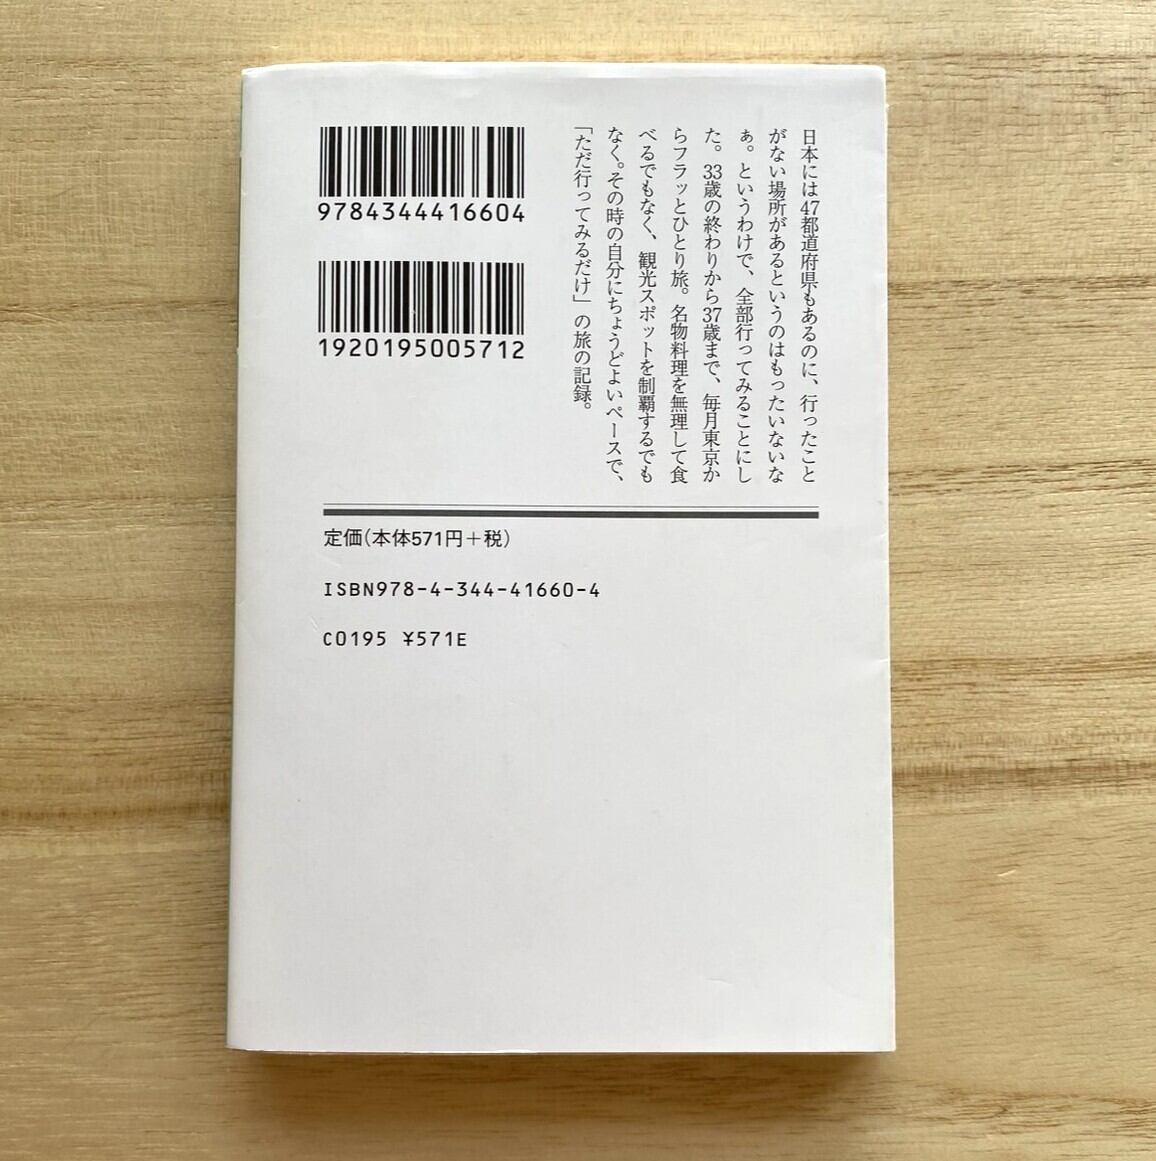 9784344416604
1920195005712
日本には47都道府県もあるのに、行ったこと
がない場所があるというのはもったいないな
ぁ。というわけで、全部行ってみることにし
た。33歳の終わりから37歳まで、毎月東京か
らフラッとひとり旅。名物料理を無理して食
べるでもなく、観光スポットを制覇するでも
なく。その時の自分にちょうどよいペースで、
「ただ行ってみるだけ」の旅の記録。
定価(本体571円+税)
ISBN978-4-344-41660-4
C0195 ¥571E